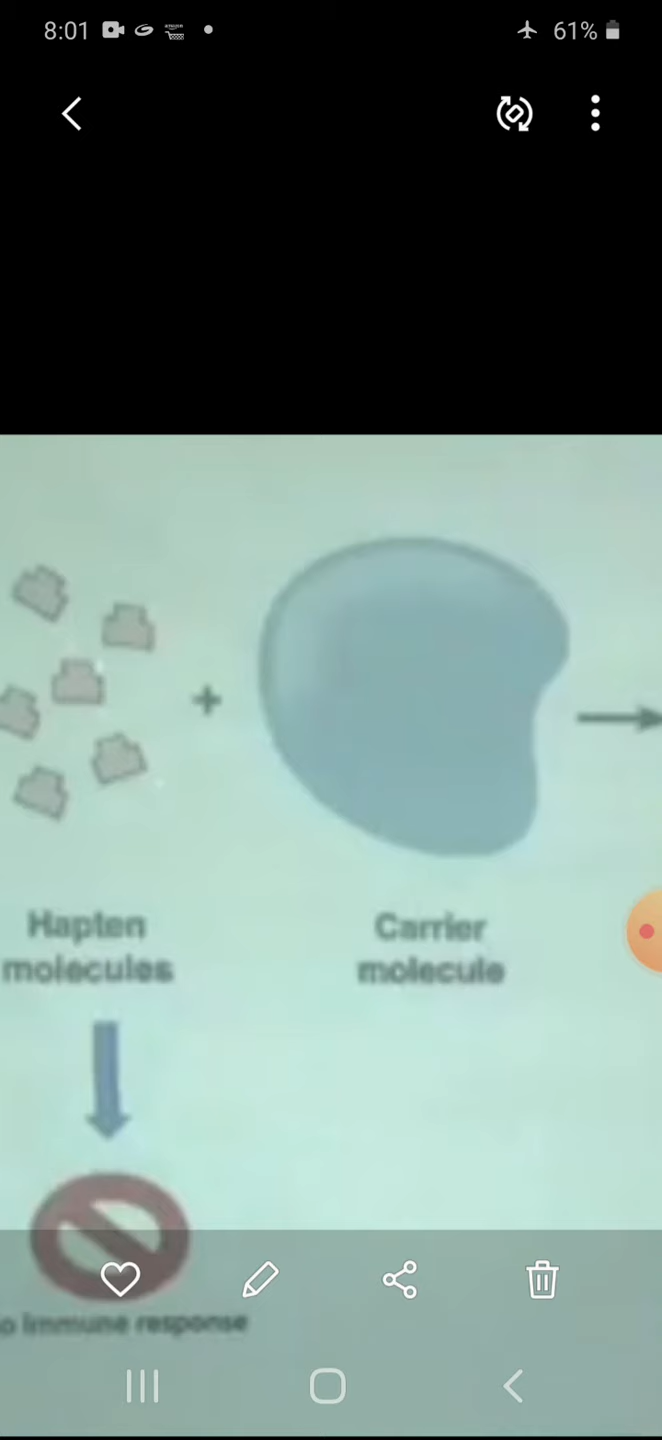 8:01
61%
+
Hapten
molecules
Carrier
molecule
o immune response